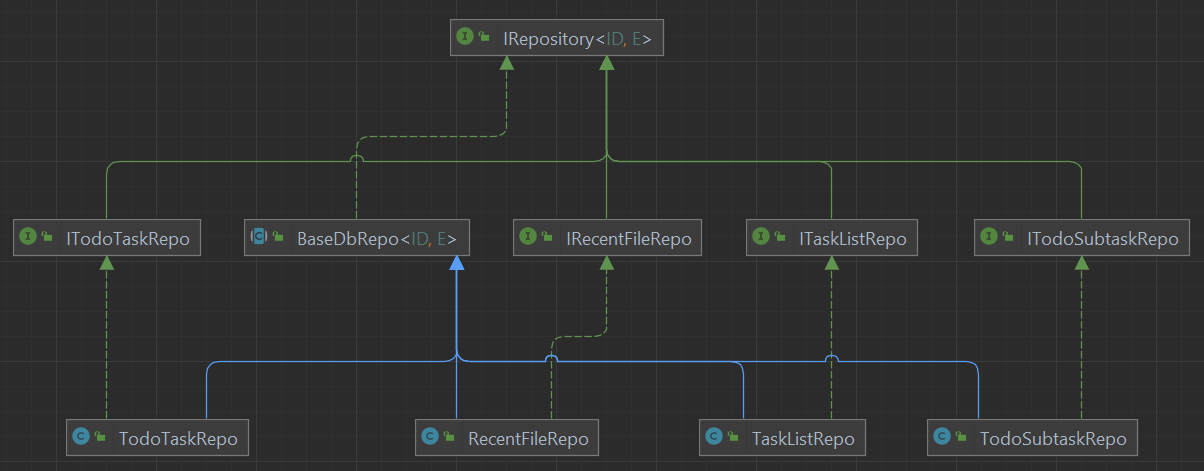 I IRepository<ID, E>
I ITodoTaskRepo
C BaseDbRepo<ID, E>
I IRecentFileRepo
I ITaskListRepo
I ITodoSubtaskRepo
C TodoTaskRepo
C RecentFileRepo
C TaskListRepo
C TodoSubtaskRepo